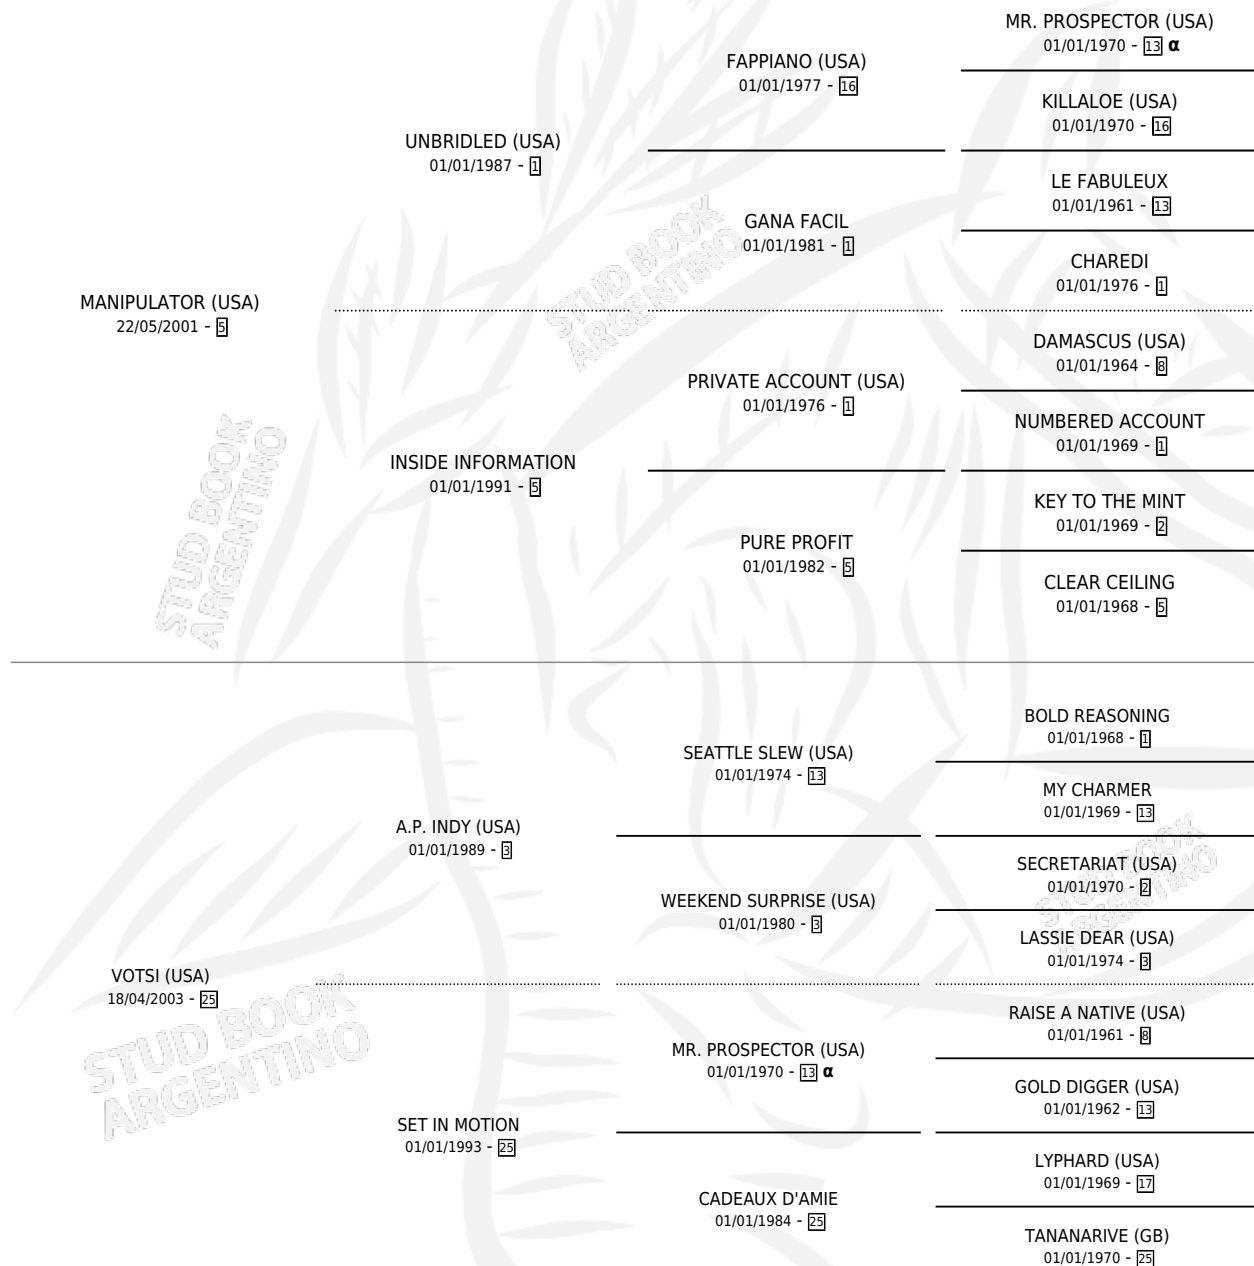 MR. PROSPECTOR (USA)
01/01/1970 - 13 α
FAPPIANO (USA)
01/01/1977 - 16
KILLALOE (USA)
01/01/1970 - 16
UNBRIDLED (USA)
01/01/1987 - 1
LE FABULEUX
01/01/1961 - 13
GANA FACIL
01/01/1981 - 1
CHAREDI
01/01/1976 - 1
STUD BOOK
ARGENTINO
MANIPULATOR (USA)
22/05/2001 - 5
DAMASCUS (USA)
01/01/1964 - 8
PRIVATE ACCOUNT (USA)
01/01/1976 - 1
NUMBERED ACCOUNT
01/01/1969 - 1
INSIDE INFORMATION
01/01/1991 - 5
KEY TO THE MINT
01/01/1969 - 2
PURE PROFIT
01/01/1982 - 5
CLEAR CEILING
01/01/1968 - 5
STUD BOOK
ARGENTINO
BOLD REASONING
01/01/1968 - 1
SEATTLE SLEW (USA)
01/01/1974 - 13
MY CHARMER
01/01/1969 - 13
A.P. INDY (USA)
01/01/1989 - 3
SECRETARIAT (USA)
01/01/1970 - 2
WEEKEND SURPRISE (USA)
01/01/1980 - 3
LASSIE DEAR (USA)
01/01/1974 - 3
STUD BOOK
ARGENTINO
VOTSI (USA)
18/04/2003 - 25
RAISE A NATIVE (USA)
01/01/1961 - 8
MR. PROSPECTOR (USA)
01/01/1970 - 13 α
GOLD DIGGER (USA)
01/01/1962 - 13
SET IN MOTION
01/01/1993 - 25
LYPHARD (USA)
01/01/1969 - 17
CADEAUX D'AMIE
01/01/1984 - 25
TANANARIVE (GB)
01/01/1970 - 25
STUD BOOK
ARGENTINO